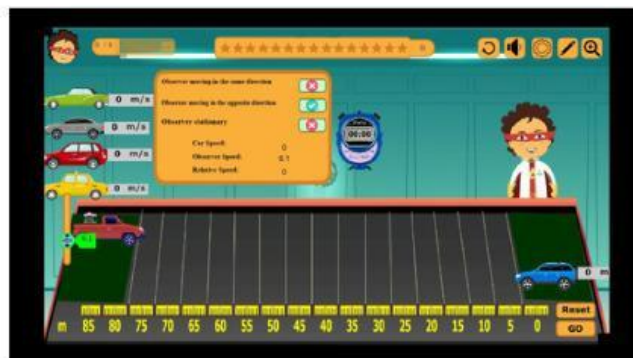 Observer moving in the same direction
Observer moving in the opposite direction
Observer stationary
Car Speed: 0
Observer Speed: 0.1
Relative Speed: 0
0 m/s
0 m/s
0 m/s
0 m/s
00:00
0.1
0 m
m 85 80 75 70 65 60 55 50 45 40 35 30 25 20 15 10 5 0
Reset
GO